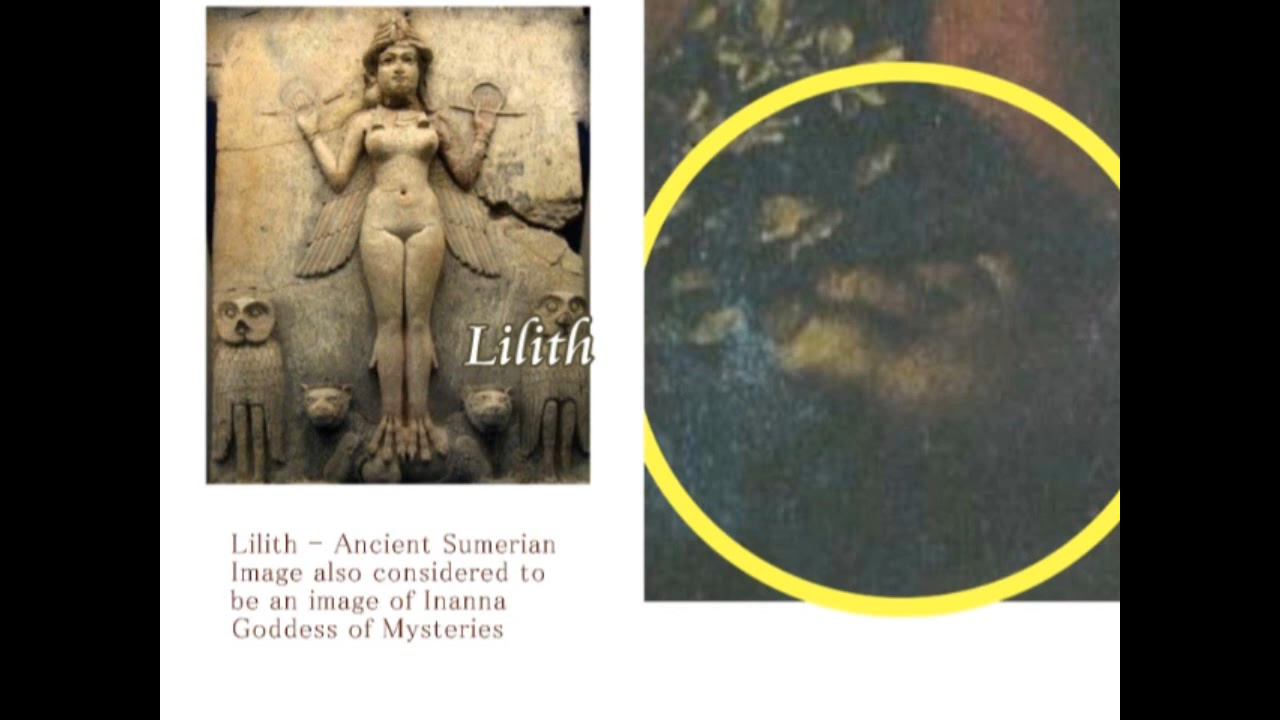 Lilith
Lilith – Ancient Sumerian
Image also considered to
be an image of Inanna
Goddess of Mysteries